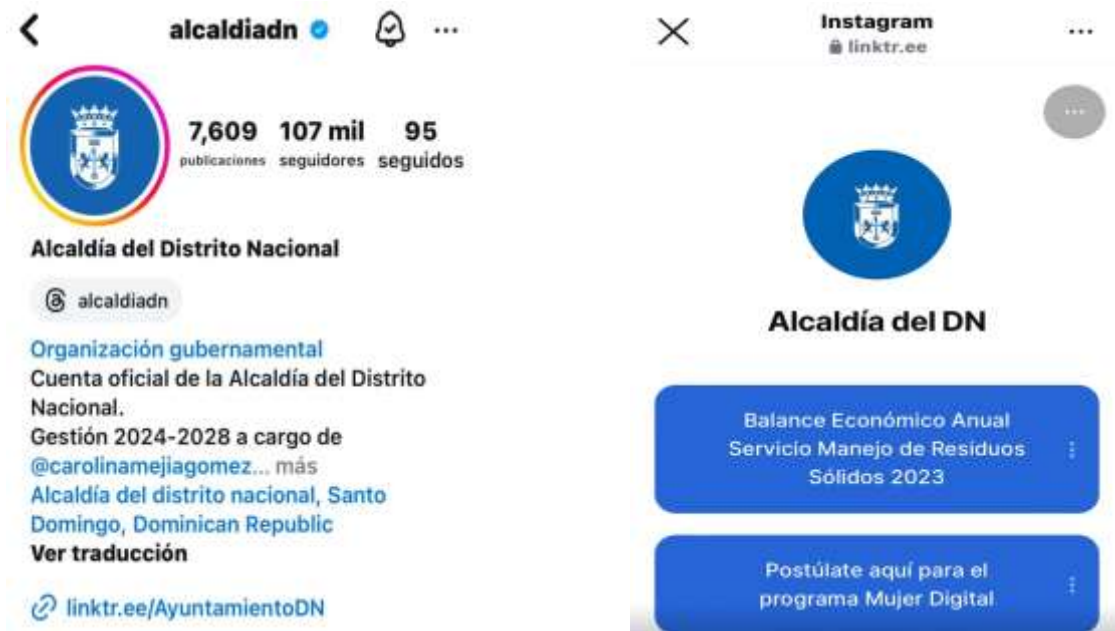 alcaldiadn
7,609 107 mil 95
publicaciones seguidores seguidos
Alcaldía del Distrito Nacional
alcaldiadn
Organización gubernamental
Cuenta oficial de la Alcaldía del Distrito
Nacional.
Gestión 2024-2028 a cargo de
@carolinamejiagomez... más
Alcaldía del distrito nacional, Santo
Domingo, Dominican Republic
Ver traducción
linktr.ee/AyuntamientoDN
Instagram
linktr.ee
Alcaldía del DN
Balance Económico Anual
Servicio Manejo de Residuos
Sólidos 2023
Postúlate aquí para el
programa Mujer Digital